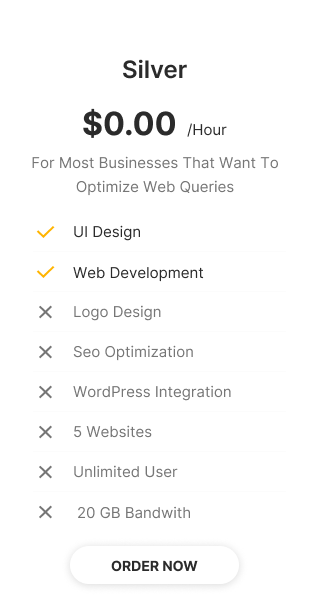 Silver
$0.00 /Hour
For Most Businesses That Want To
Optimize Web Queries
UI Design
Web Development
Logo Design
Seo Optimization
WordPress Integration
5 Websites
Unlimited User
20 GB Bandwith
ORDER NOW